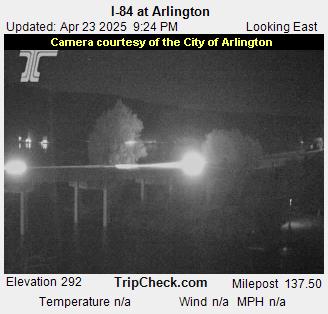 I-84 at Arlington
Updated: Apr 23 2025 9:24 PM Looking East
Camera courtesy of the City of Arlington
Elevation 292 TripCheck.com Milepost 137.50
Temperature n/a Wind n/a MPH n/a